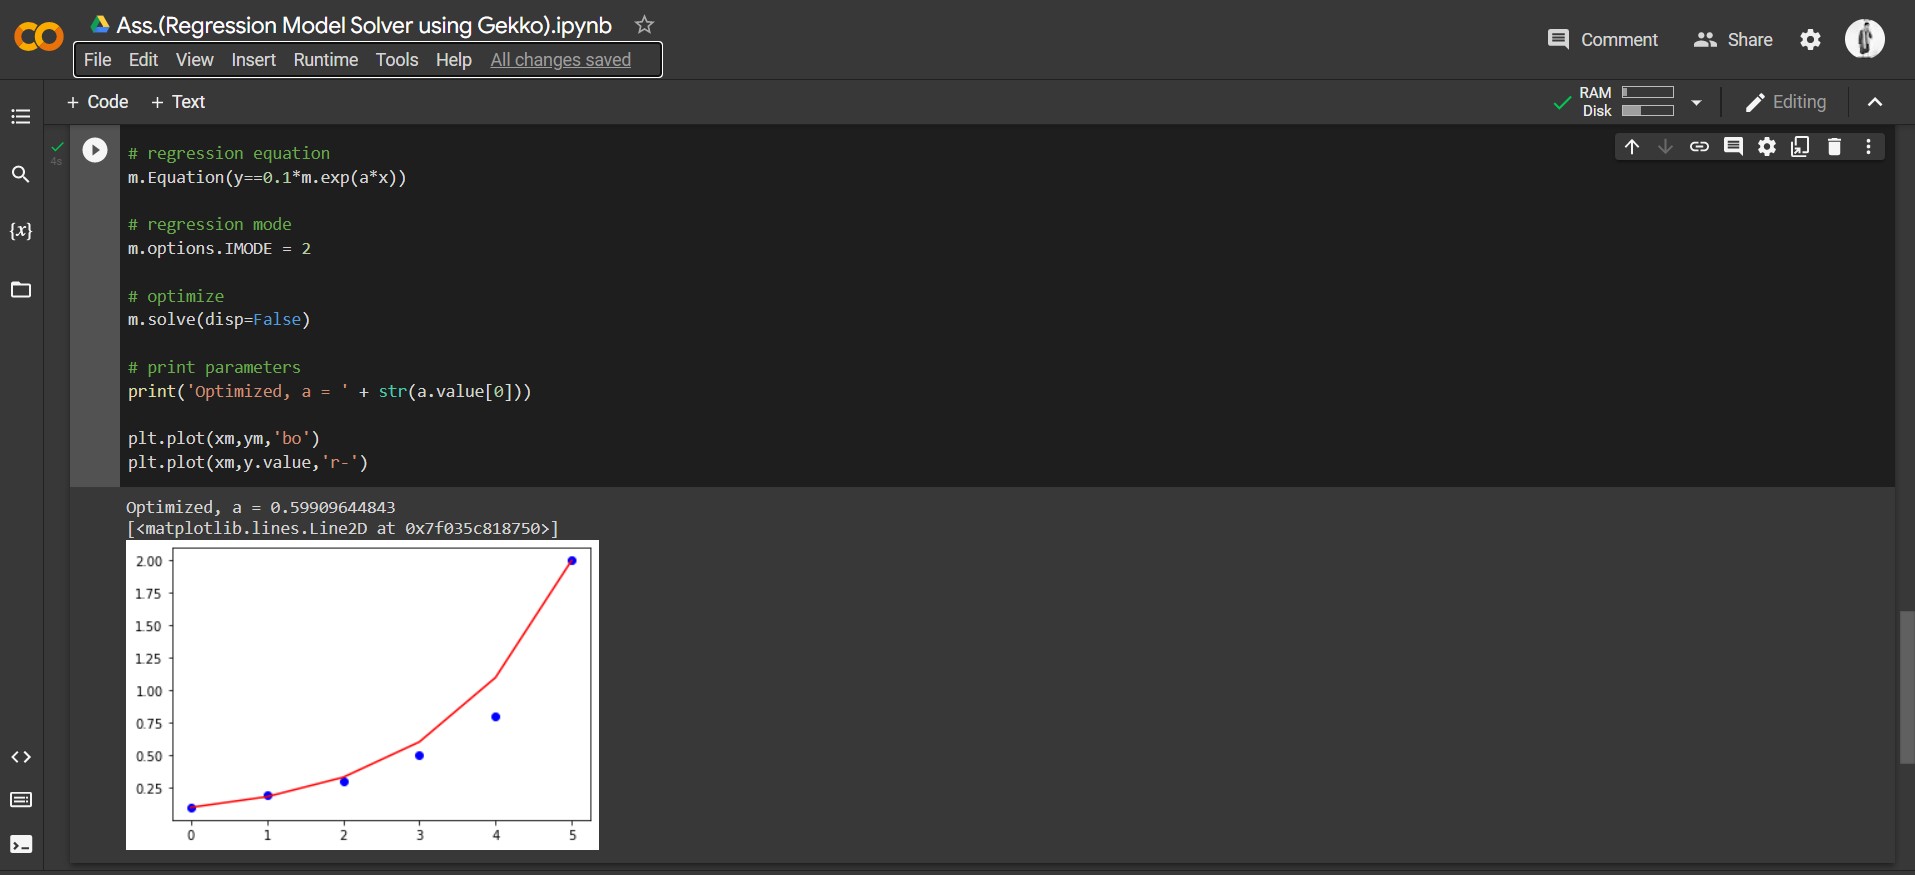 Ass.(Regression Model Solver using Gekko).ipynb
File Edit View Insert Runtime Tools Help All changes saved
Comment Share
+ Code + Text
RAM
Disk
Editing
4s
# regression equation
m.Equation(y==0.1*m.exp(a*x))
# regression mode
m.options.IMODE = 2
# optimize
m.solve(disp=False)
# print parameters
print('Optimized, a = ' + str(a.value[0]))
plt.plot(xm,ym,'bo')
plt.plot(xm,y.value,'r-')
{x}
Optimized, a = 0.59909644843
[<matplotlib.lines.Line2D at 0x7f035c818750>]
2.00
1.75
1.50
1.25
1.00
0.75
0.50
0.25
0 1 2 3 4 5